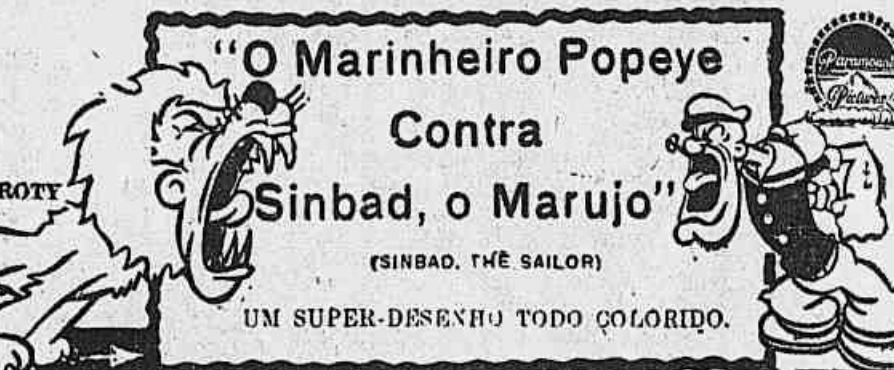 "O Marinheiro Popeye
Contra
Sinbad, o Marujo"
(SINBAD. THE SAILOR)
UM SUPER-DESENHO TODO COLORIDO.
ROTY
Paramount
Pictures